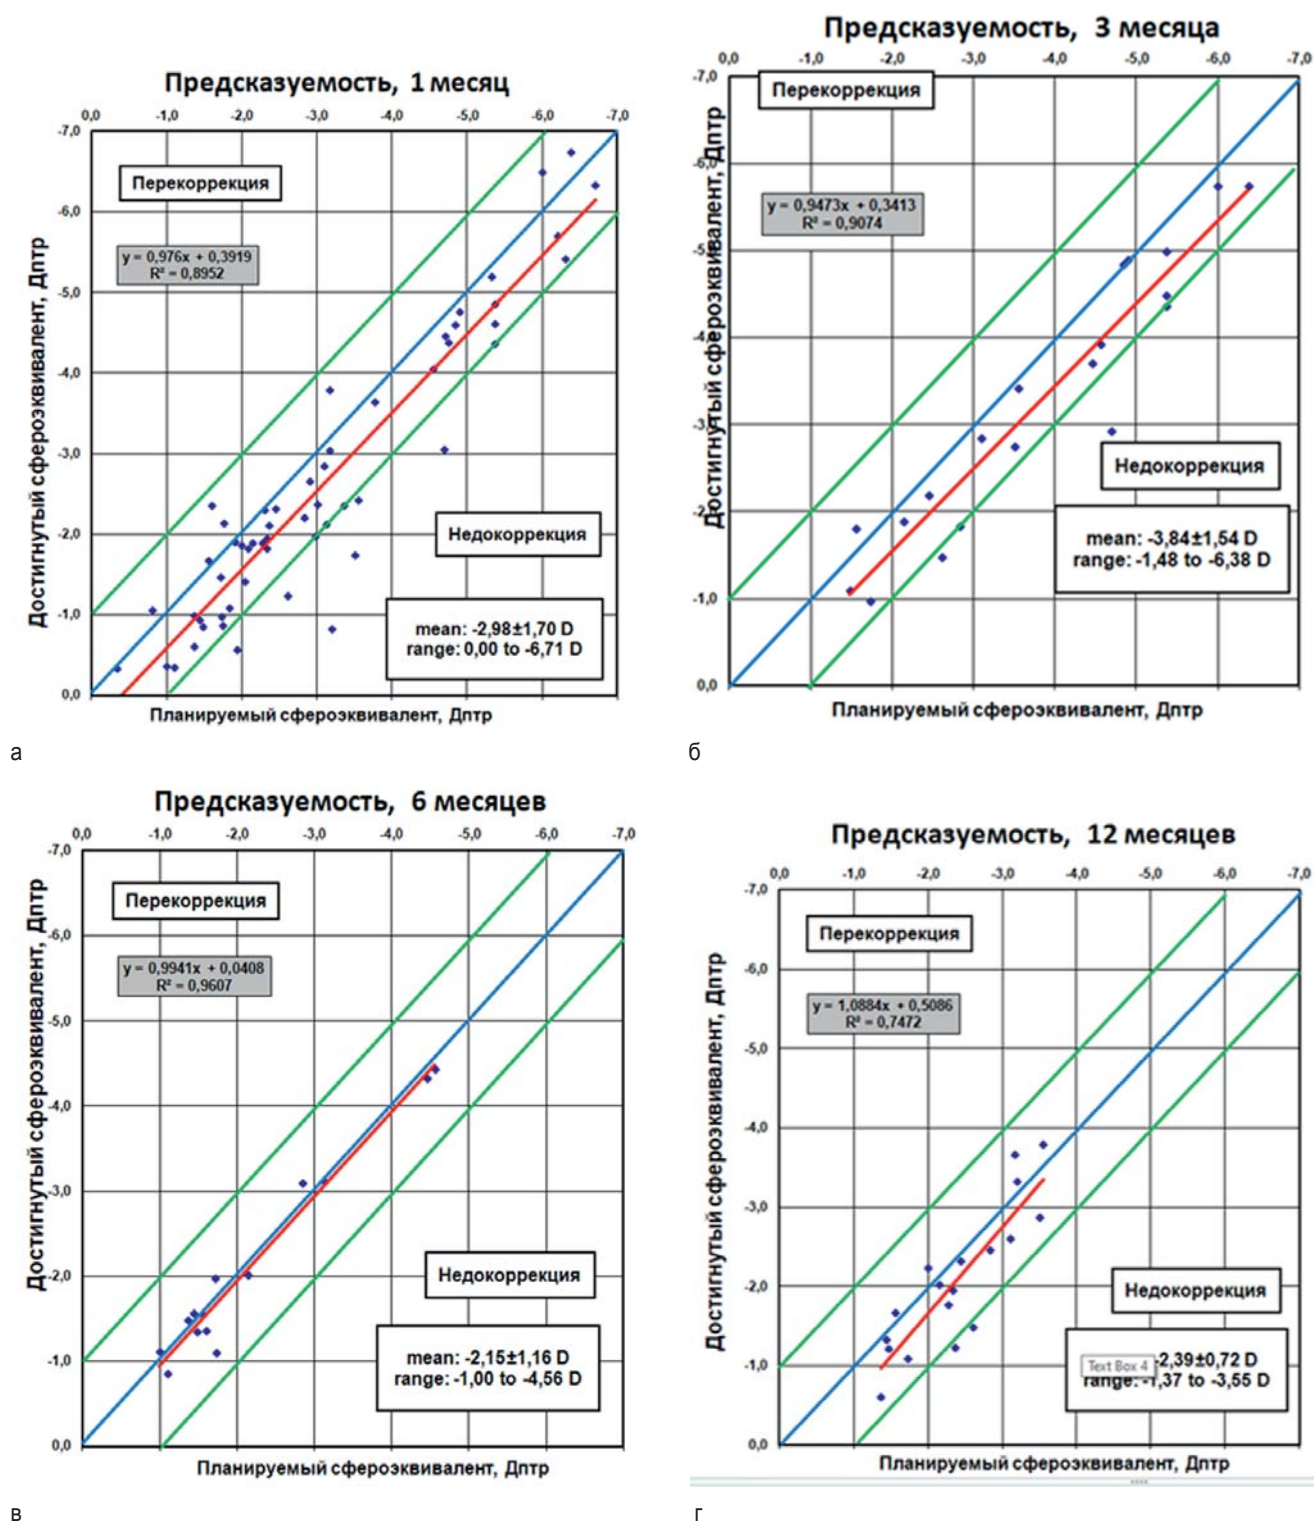 Предсказуемость, 1 месяц
0,0 -1,0 -2,0 -3,0 -4,0 -5,0 -6,0 -7,0
-7,0
Перекоррекция
-6,0
y = 0,976x + 0,3919
R² = 0,8952
-5,0
-4,0
-3,0
-2,0
Недокоррекция
-1,0
mean: -2,98±1,70 D
range: 0,00 to -6,71 D
0,0
Достигнутый сфероэквивалент, Дптр
Планируемый сфероэквивалент, Дптр
а
Предсказуемость, 3 месяца
0,0 -1,0 -2,0 -3,0 -4,0 -5,0 -6,0 -7,0
-7,0
Перекоррекция
-6,0
y = 0,9473x + 0,3413
R² = 0,9074
-5,0
-4,0
-3,0
Недокоррекция
-2,0
mean: -3,84±1,54 D
range: -1,48 to -6,38 D
-1,0
0,0
Достигнутый сфероэквивалент, Дптр
Планируемый сфероэквивалент, Дптр
б
Предсказуемость, 6 месяцев
0,0 -1,0 -2,0 -3,0 -4,0 -5,0 -6,0 -7,0
-7,0
Перекоррекция
-6,0
y = 0,9941x + 0,0408
R² = 0,9607
-5,0
-4,0
-3,0
-2,0
Недокоррекция
-1,0
mean: -2,15±1,16 D
range: -1,00 to -4,56 D
0,0
Достигнутый сфероэквивалент, Дптр
Планируемый сфероэквивалент, Дптр
в
Предсказуемость, 12 месяцев
0,0 -1,0 -2,0 -3,0 -4,0 -5,0 -6,0 -7,0
-7,0
Перекоррекция
-6,0
y = 1,0884x + 0,5086
R² = 0,7472
-5,0
-4,0
-3,0
-2,0
Недокоррекция
-1,0
-2,39±0,72 D
Text Box 4
range: -1,37 to -3,55 D
0,0
Достигнутый сфероэквивалент, Дптр
Планируемый сфероэквивалент, Дптр
г